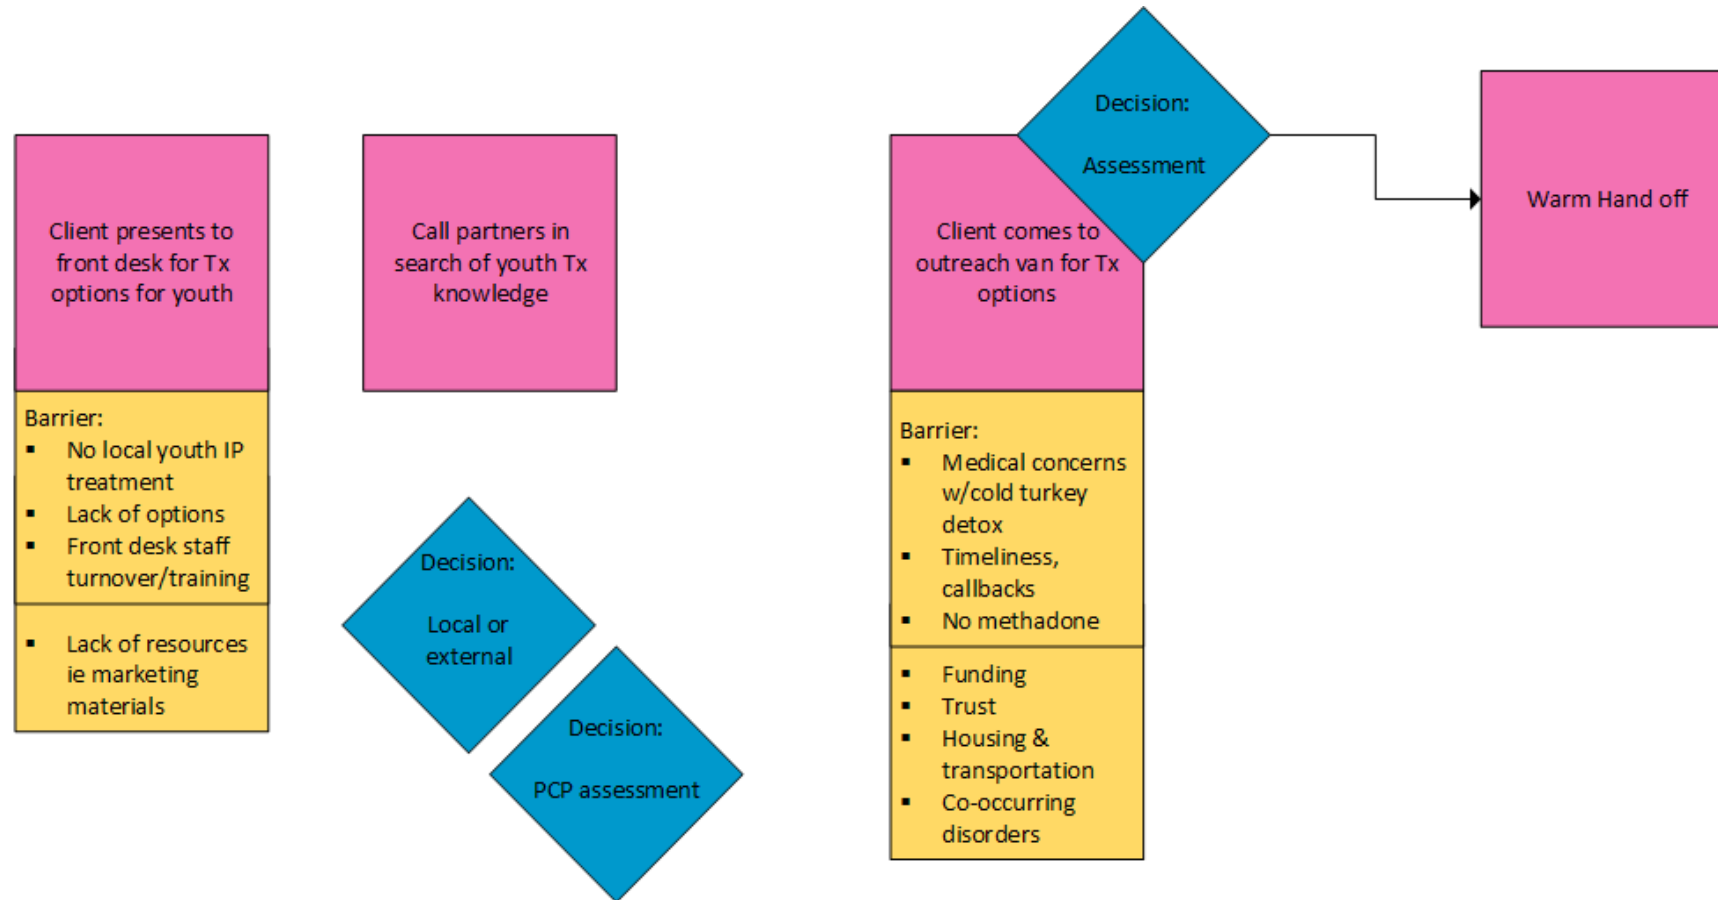 Client presents to
front desk for Tx
options for youth
Barrier:
▪ No local youth IP
treatment
▪ Lack of options
▪ Front desk staff
turnover/training
▪ Lack of resources
ie marketing
materials
Call partners in
search of youth Tx
knowledge
Decision:
Local or
external
Decision:
PCP assessment
Decision:
Assessment
Client comes to
outreach van for Tx
options
Barrier:
▪ Medical concerns
w/cold turkey
detox
▪ Timeliness,
callbacks
▪ No methadone
▪ Funding
▪ Trust
▪ Housing &
transportation
▪ Co-occurring
disorders
Warm Hand off